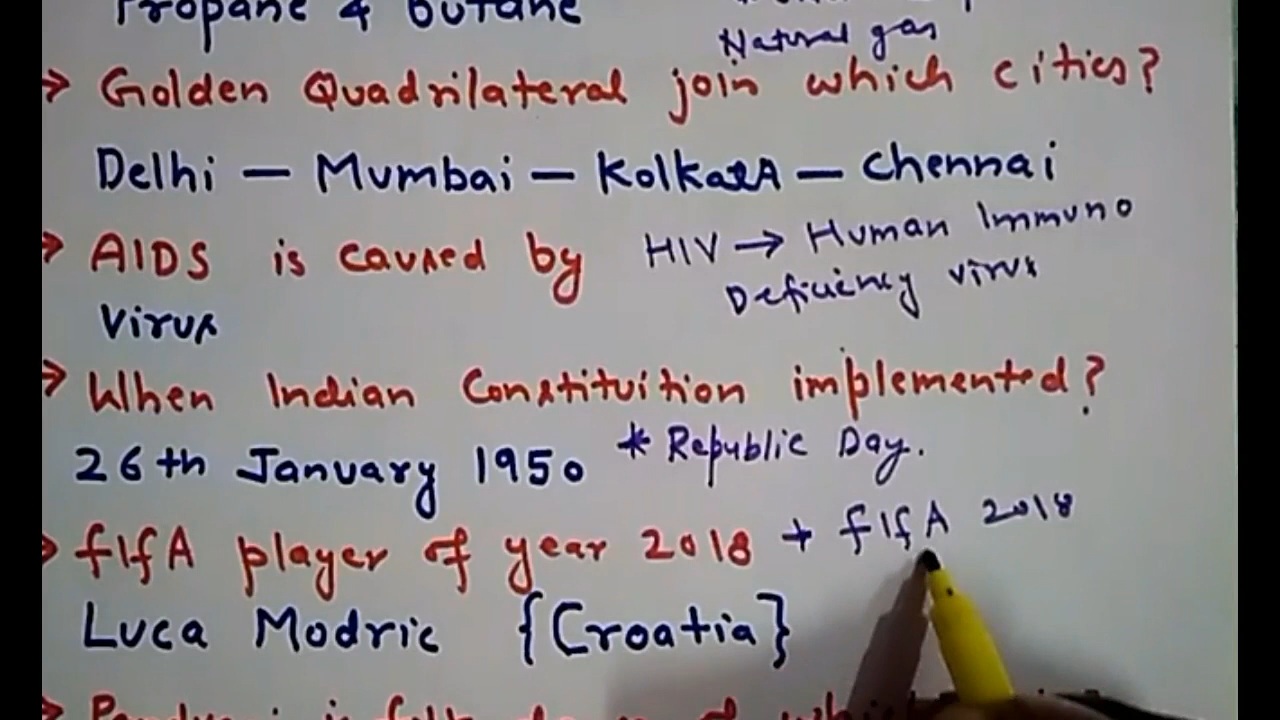 Propane & Butane
Natural gas
→ Golden Quadrilateral join which cities?
Delhi — Mumbai — Kolkata — Chennai
→ AIDS is caused by HIV → Human Immuno
Deficiency virus
Virus
→ When Indian Constituition implemented?
26th January 1950 * Republic Day.
→ fIfA player of year 2018 + fIfA 2018
Luca Modric {Croatia}